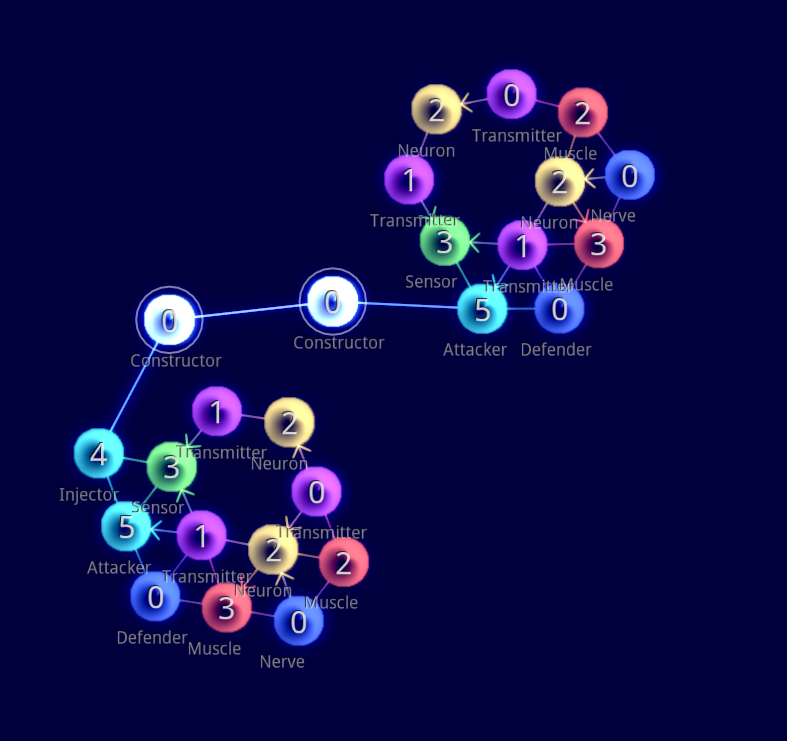 0
2
2
Transmitter
Neuron
Muscle
1
2
0
Transmitter
Neuron
Nerve
3
1
3
Sensor
Transmitter
Muscle
0
0
5
0
Constructor
Constructor
Attacker
Defender
1
2
Transmitter
Neuron
4
3
Injector
Sensor
0
Transmitter
5
1
2
2
Attacker
Transmitter
Neuron
Muscle
0
3
0
Defender
Muscle
Nerve